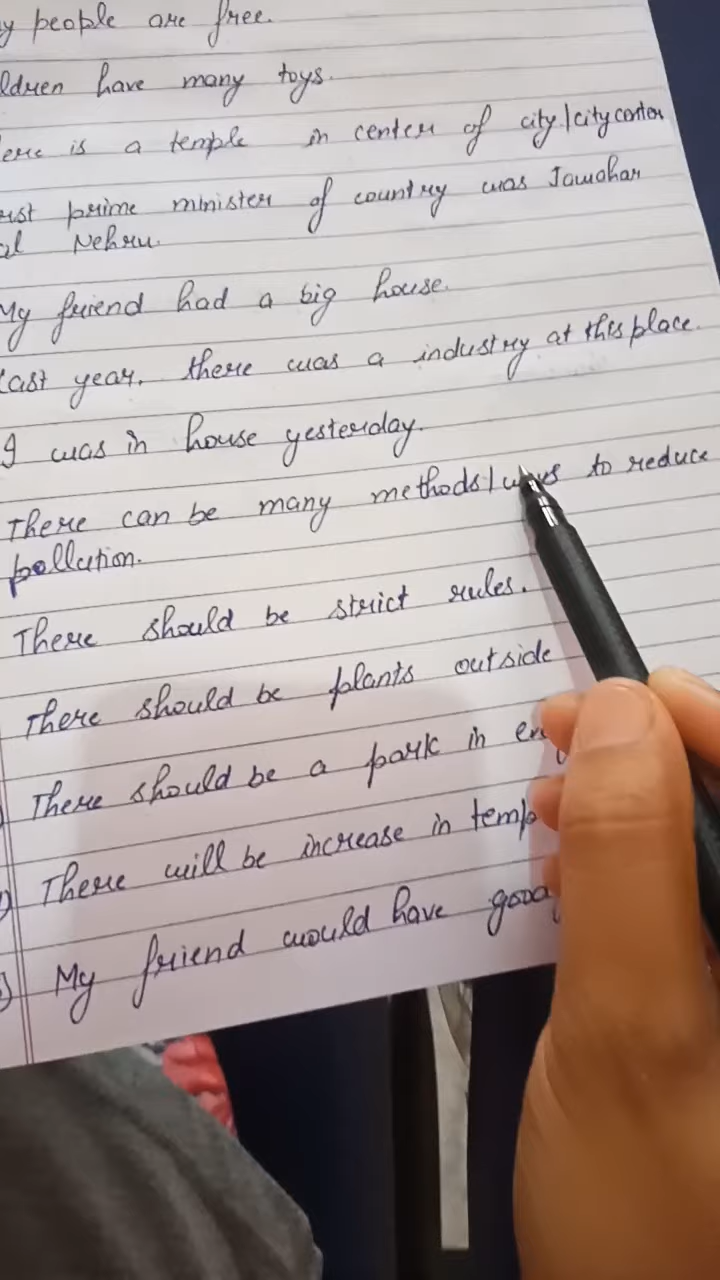 people are free.
have many toys.
is a temple in center of city/city center
prime minister of country was Jawahar
Nehru.
My friend had a big house.
Last year, there was a industry at this place.
I was in house yesterday.
There can be many methods/ways to reduce
pollution.
There should be strict rules.
There should be plants outside
There should be a park in
There will be increase in
My friend would have